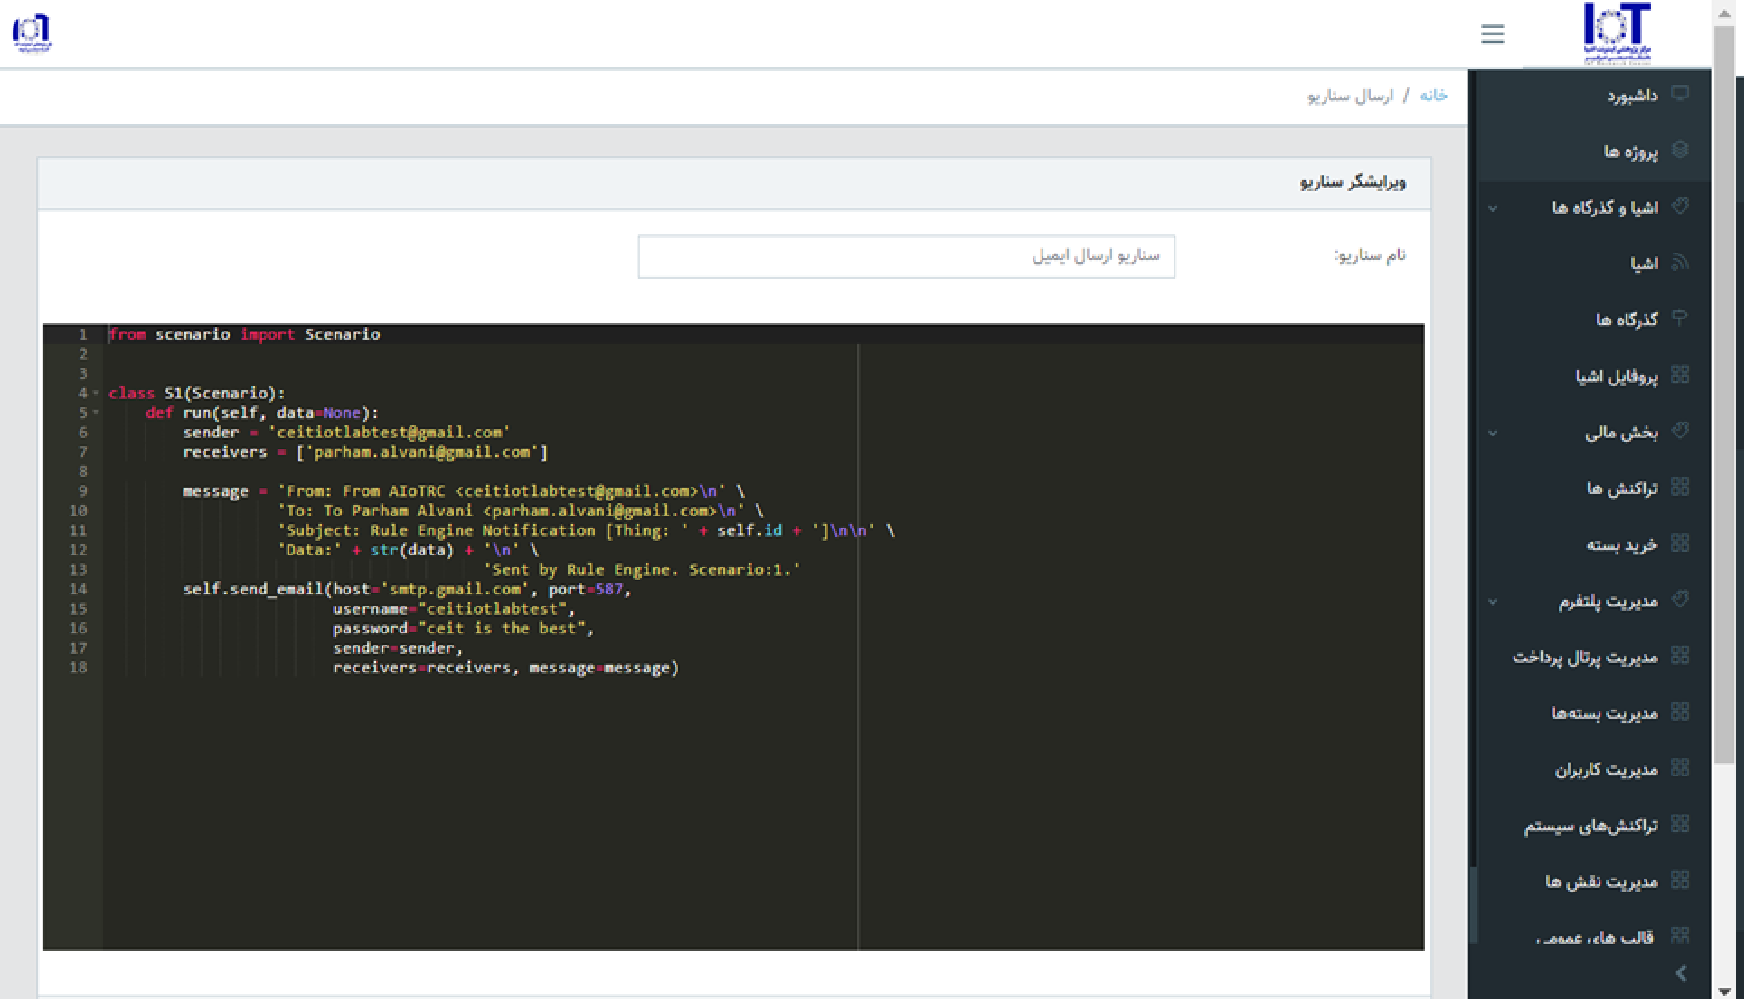 IoT
مرکز پژوهشی اینترنت اشیا
IoT Research Center
خانه / ارسال سناریو
ویرایشگر سناریو
نام سناریو:
سناریو ارسال ایمیل
1 from scenario import Scenario
2
3
4 class S1(Scenario):
5 def run(self, data=None):
6 sender = 'ceitiotlabtest@gmail.com'
7 receivers = ['parham.alvani@gmail.com']
8
9 message = 'From: From AIoTRC <ceitiotlabtest@gmail.com>\n' \
10 'To: To Parham Alvani <parham.alvani@gmail.com>\n' \
11 'Subject: Rule Engine Notification [Thing: ' + self.id + ']\n\n' \
12 'Data:' + str(data) + '\n' \
13 'Sent by Rule Engine. Scenario:1.'
14 self.send_email(host='smtp.gmail.com', port=587,
15 username="ceitiotlabtest",
16 password="ceit is the best",
17 sender=sender,
18 receivers=receivers, message=message)
داشبورد
پروژه ها
اشیا و گذرگاه ها
اشیا
گذرگاه ها
پروفایل اشیا
بخش مالی
تراکنش ها
خرید بسته
مدیریت پلتفرم
مدیریت پرتال پرداخت
مدیریت بسته‌ها
مدیریت کاربران
تراکنش‌های سیستم
مدیریت نقش ها
قالب های عمومی